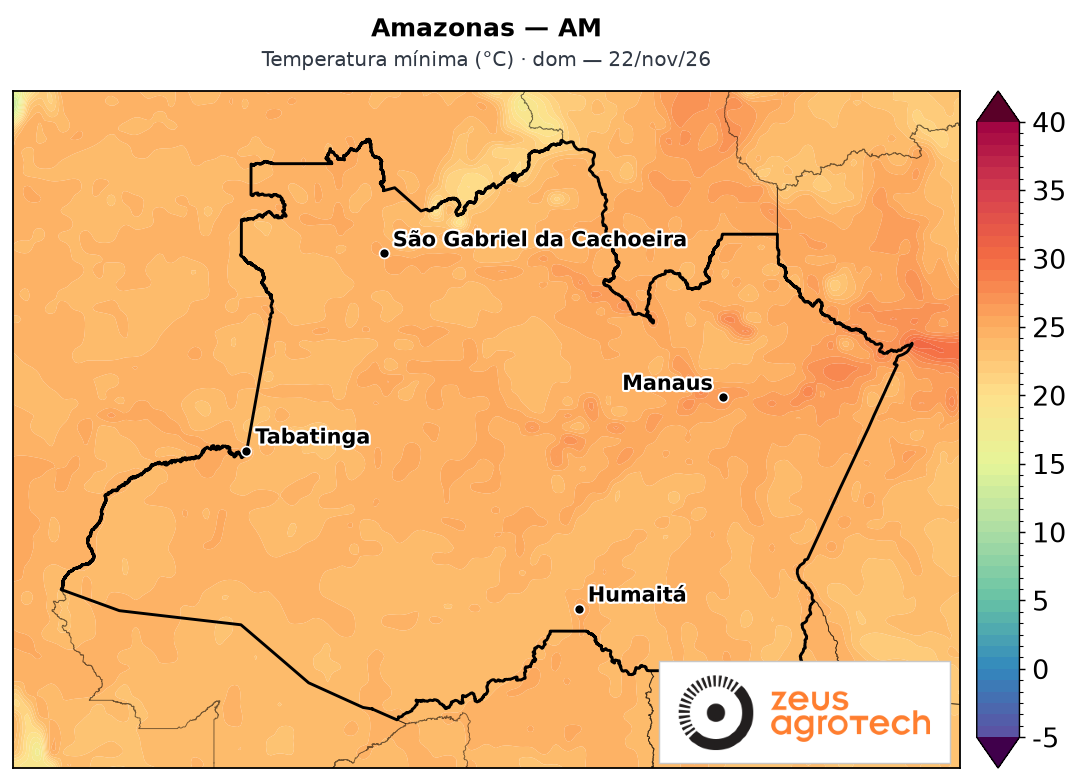 Amazonas — AM
Temperatura mínima (°C) · dom — 22/nov/26
São Gabriel da Cachoeira
Manaus
Tabatinga
Humaitá
40
35
30
25
20
15
10
5
0
-5
zeus
agrotech